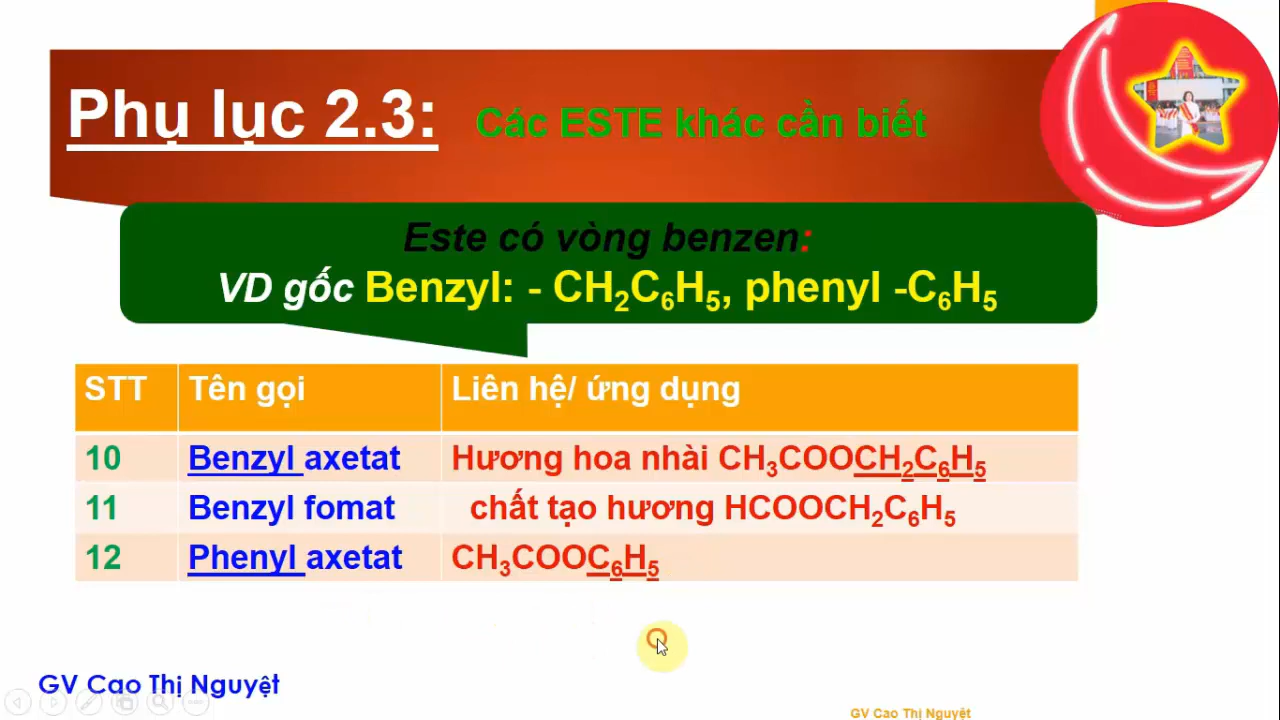 Phụ lục 2.3: Các ESTE khác cần biết
Este có vòng benzen:
VD gốc Benzyl: - CH₂C₆H₅, phenyl -C₆H₅
STT Tên gọi Liên hệ/ ứng dụng
10 Benzyl axetat Hương hoa nhài CH₃COOCH₂C₆H₅
11 Benzyl fomat chất tạo hương HCOOCH₂C₆H₅
12 Phenyl axetat CH₃COOC₆H₅
GV Cao Thị Nguyệt
GV Cao Thị Nguyệt